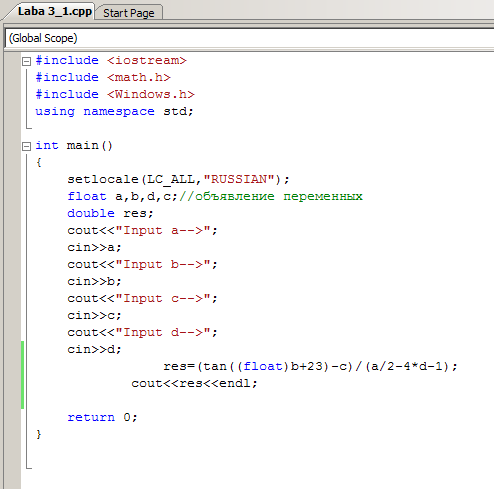 Laba 3_1.cpp Start Page
(Global Scope)
#include <iostream>
#include <math.h>
#include <Windows.h>
using namespace std;
int main()
{
setlocale(LC_ALL,"RUSSIAN");
float a,b,d,c;//объявление переменных
double res;
cout<<"Input a-->";
cin>>a;
cout<<"Input b-->";
cin>>b;
cout<<"Input c-->";
cin>>c;
cout<<"Input d-->";
cin>>d;
res=(tan((float)b+23)-c)/(a/2-4*d-1);
cout<<res<<endl;
return 0;
}